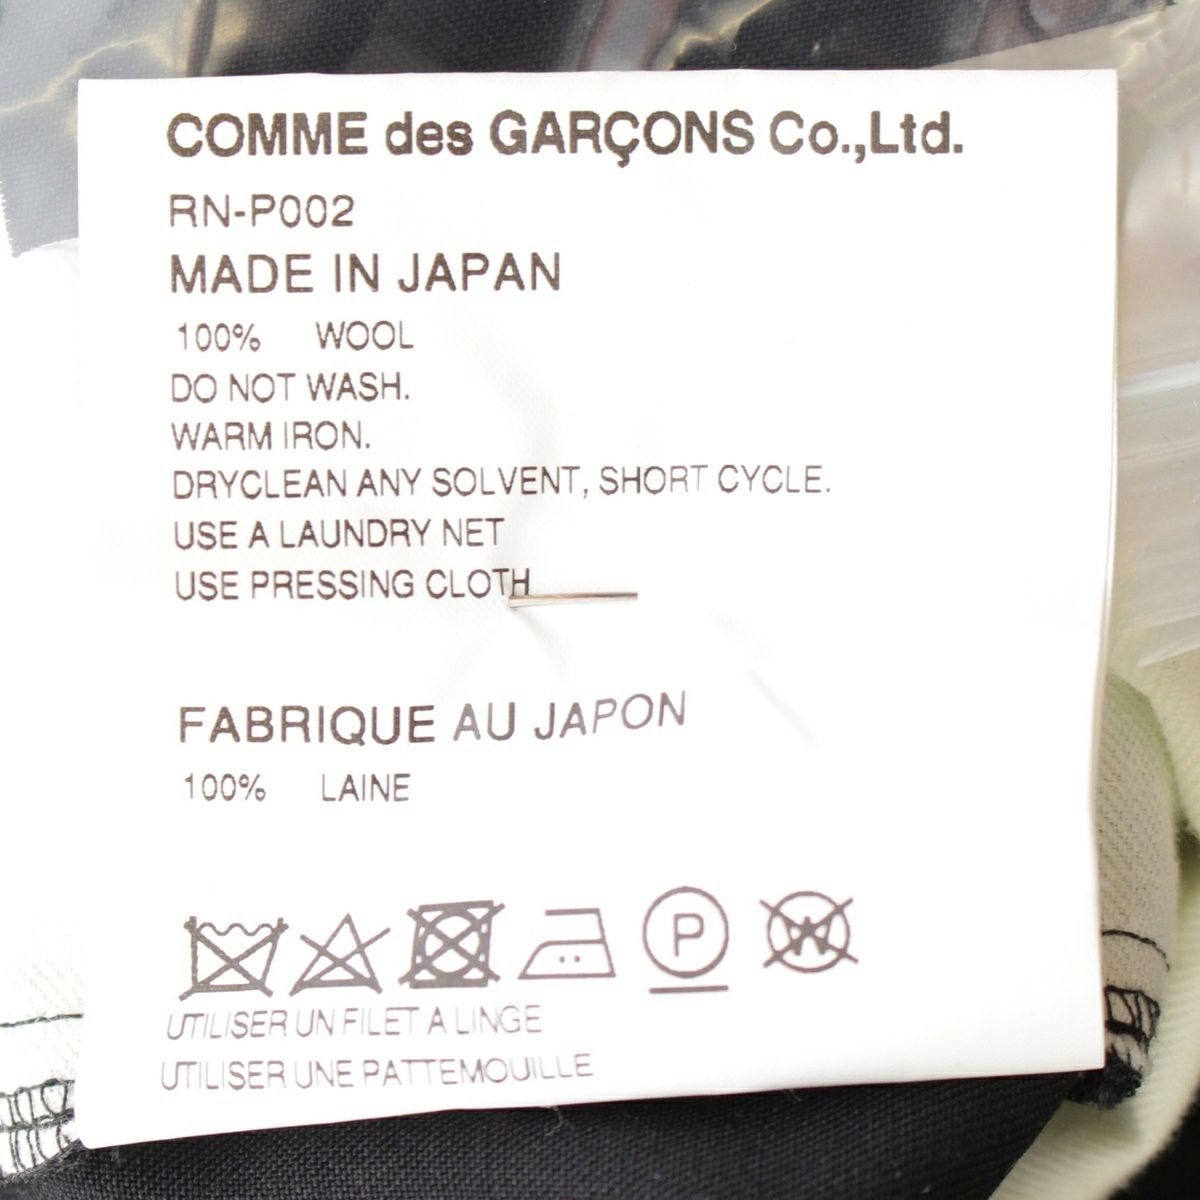 COMME des GARÇONS Co.,Ltd.
RN-P002
MADE IN JAPAN
100% WOOL
DO NOT WASH.
WARM IRON.
DRYCLEAN ANY SOLVENT, SHORT CYCLE.
USE A LAUNDRY NET
USE PRESSING CLOTH
FABRIQUE AU JAPON
100% LAINE
P W
UTILISER UN FILET A LINGE
UTILISER UNE PATTEMOUILLE